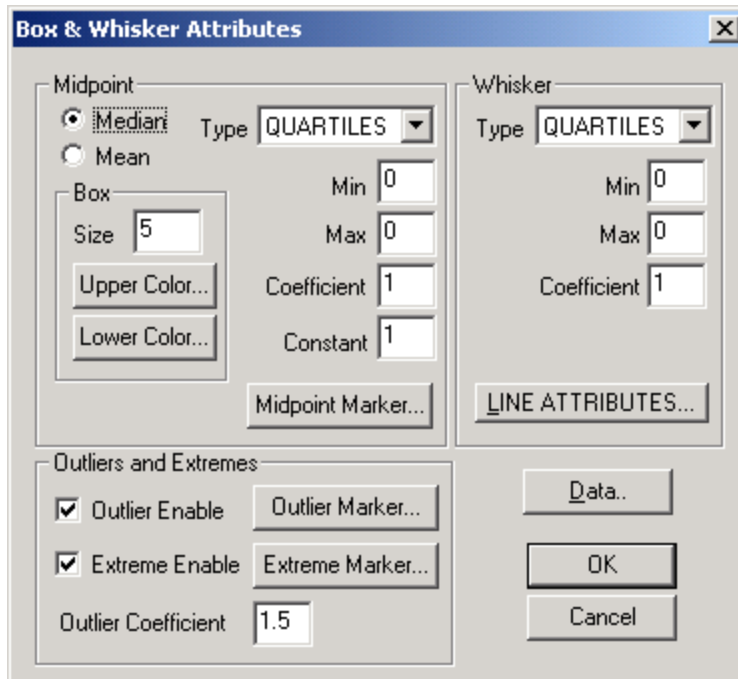 Box & Whisker Attributes
Midpoint
Median
Mean
Type QUARTILES
Box
Size 5
Upper Color...
Lower Color...
Min 0
Max 0
Coefficient 1
Constant 1
Midpoint Marker...
Whisker
Type QUARTILES
Min 0
Max 0
Coefficient 1
LINE ATTRIBUTES...
Outliers and Extremes
Outlier Enable
Outlier Marker...
Extreme Enable
Extreme Marker...
Outlier Coefficient 1.5
Data..
OK
Cancel